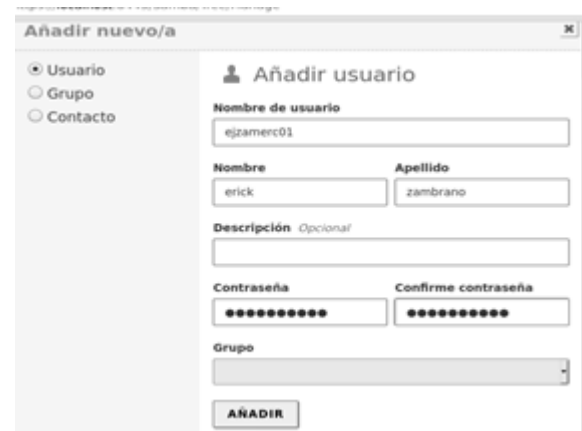 Añadir nuevo/a
Usuario
Grupo
Contacto
Añadir usuario
Nombre de usuario
ejzamerc01
Nombre Apellido
erick zambrano
Descripción Opcional
Contraseña Confirme contraseña
Grupo
AÑADIR